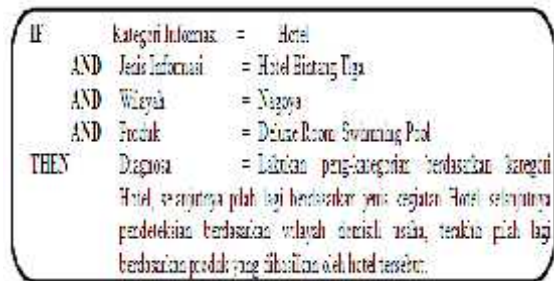 IF Kategori Informasi = Hotel
AND Jenis Informasi = Hotel Bintang Tiga
AND Wilayah = Nagoya
AND Produk = Deluxe Room, Swimming Pool
THEN Diagnosa = Lakukan peng-kategorian berdasarkan kategori
Hotel, selanjutnya pilah lagi berdasarkan jenis kegiatan Hotel, selanjutnya
pendeteksian berdasarkan wilayah domisili usaha, terakhir pilah lagi
berdasarkan produk yang dihasilkan oleh hotel tersebut.